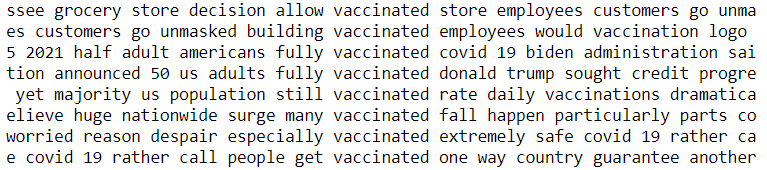 ssee grocery store decision allow vaccinated store employees customers go unma
es customers go unmasked building vaccinated employees would vaccination logo
5 2021 half adult americans fully vaccinated covid 19 biden administration sai
tion announced 50 us adults fully vaccinated donald trump sought credit progre
yet majority us population still vaccinated rate daily vaccinations dramatica
elieve huge nationwide surge many vaccinated fall happen particularly parts co
worried reason despair especially vaccinated extremely safe covid 19 rather ca
e covid 19 rather call people get vaccinated one way country guarantee another